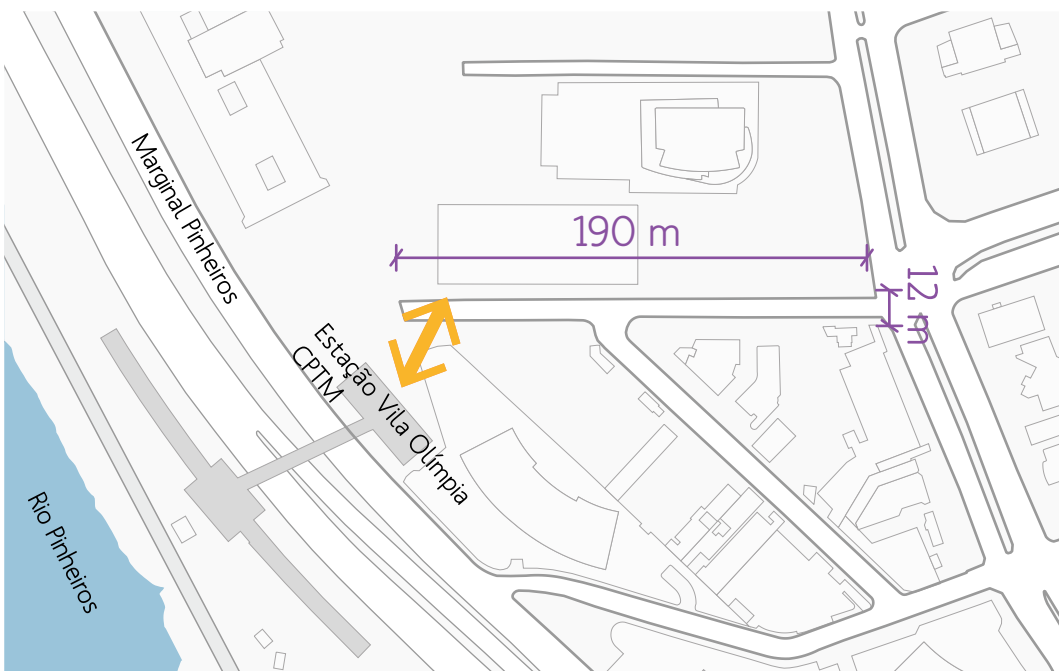 Marginal Pinheiros
190 m
12 m
Estação Vila Olímpia
CPTM
Rio Pinheiros